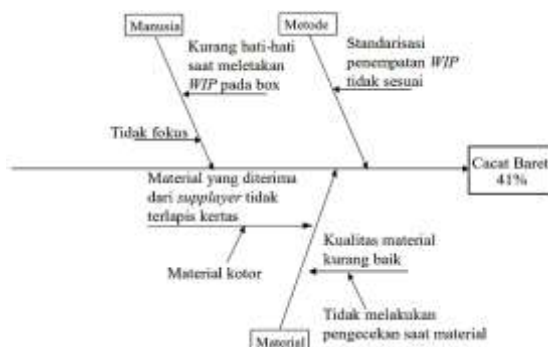 Manusia
Metode
Kurang hati-hati
saat meletakan
WIP pada box
Standarisasi
penempatan WIP
tidak sesuai
Tidak fokus
Cacat Baret
41%
Material yang diterima
dari supplayer tidak
terlapis kertas
Kualitas material
kurang baik
Material kotor
Tidak melakukan
pengecekan saat material
Material